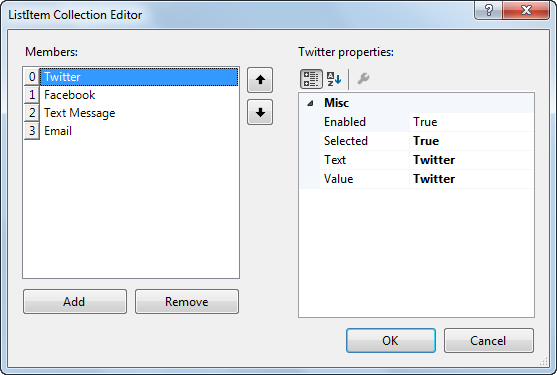 ListItem Collection Editor
Members:
0 Twitter
1 Facebook
2 Text Message
3 Email
Add Remove
Twitter properties:
Misc
Enabled True
Selected True
Text Twitter
Value Twitter
OK Cancel